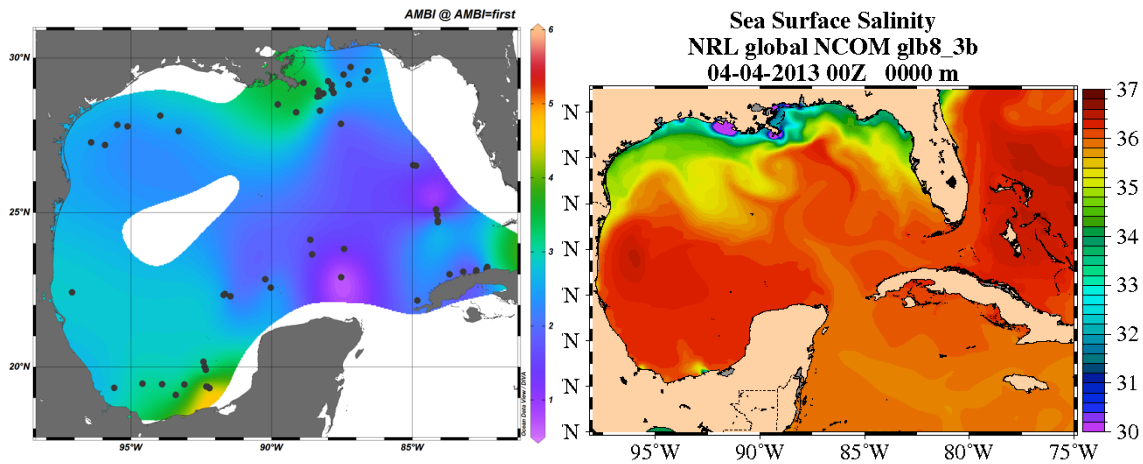 AMBI @ AMBI=first
30°N
25°N
20°N
95°W
90°W
85°W
6
5
4
3
2
1
Ocean Data View / DIVA
Sea Surface Salinity
NRL global NCOM glb8_3b
04-04-2013 00Z 0000 m
N
N
N
N
N
N
N
N
95°W
90°W
85°W
80°W
75°W
37
36
35
34
33
32
31
30